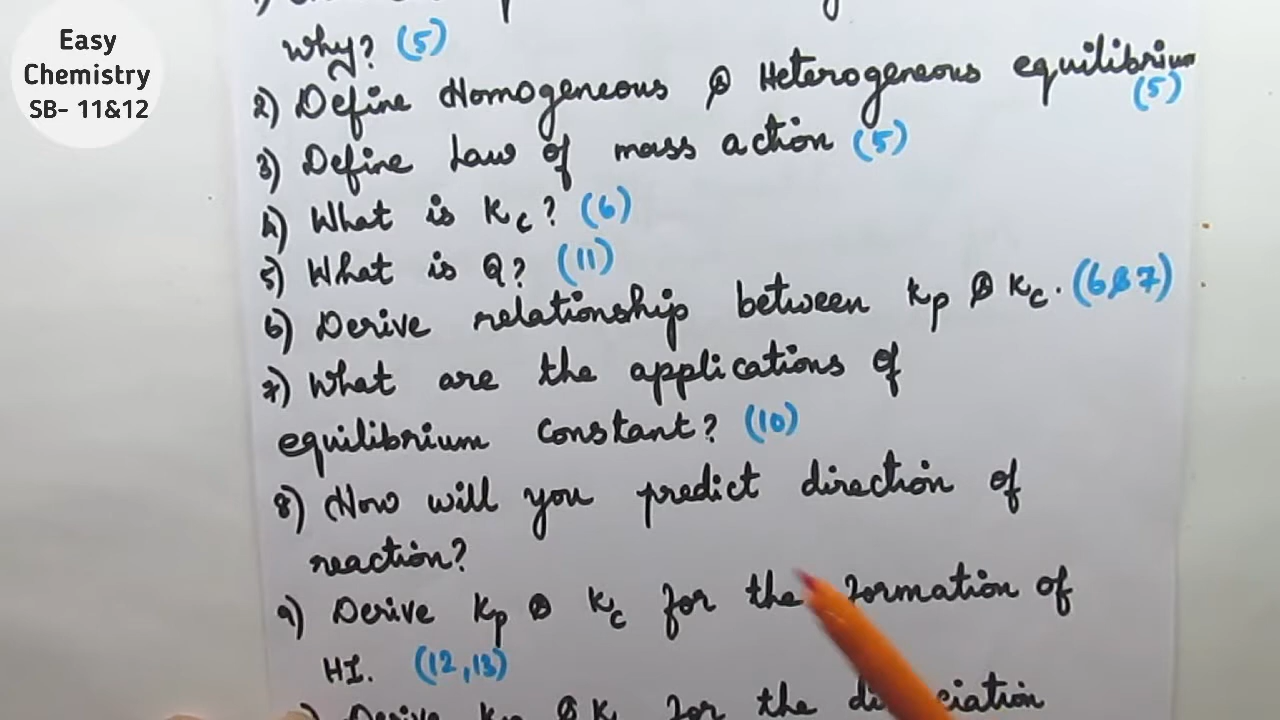 Easy
Chemistry
SB- 11&12
why? (5)
2) Define Homogeneous & Heterogeneous equilibrium
(5)
3) Define Law of mass action (5)
4) What is Kc? (6)
5) What is Q? (11)
6) Derive relationship between Kp & Kc. (6&7)
7) What are the applications of
equilibrium constant? (10)
8) How will you predict direction of
reaction?
9) Derive Kp & Kc for the formation of
HI. (12,13)
Derive for the